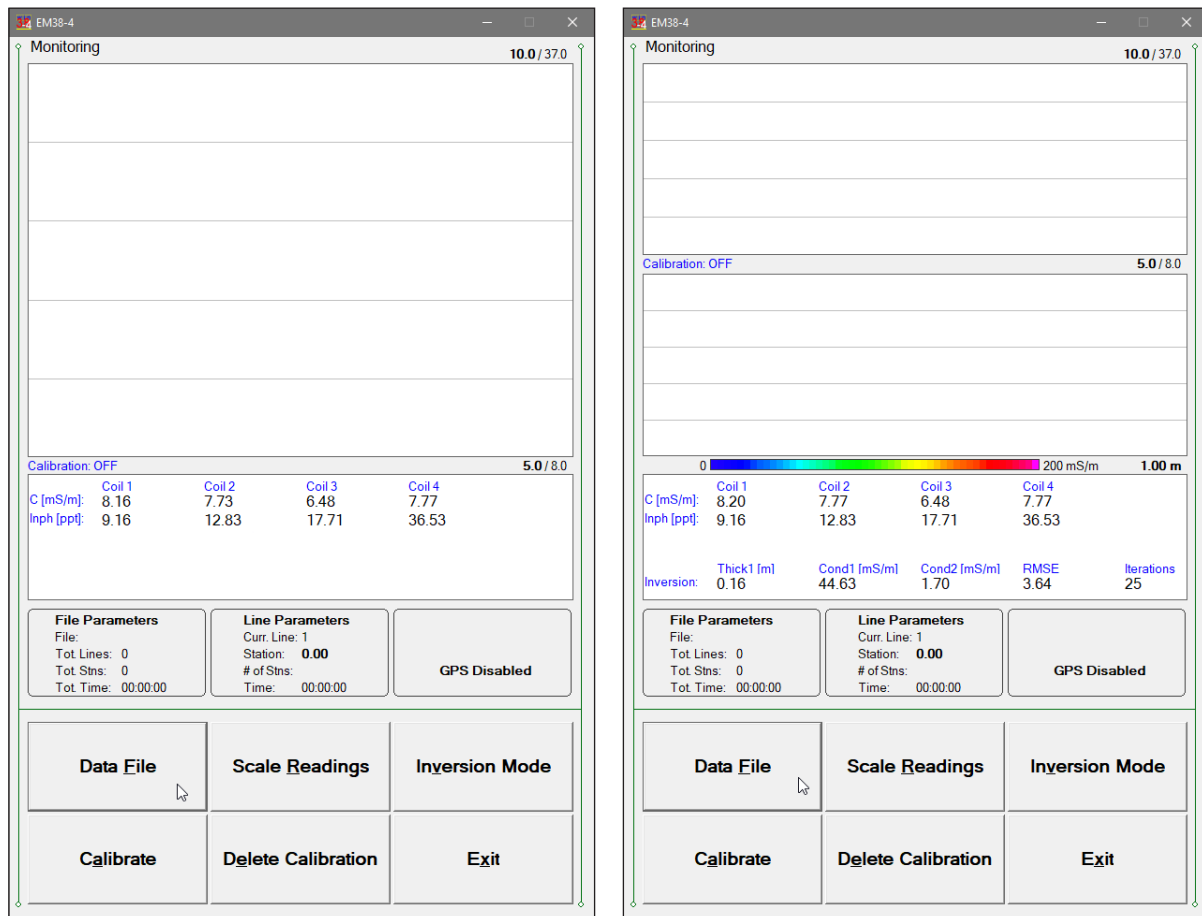 EM38-4
Monitoring
10.0 / 37.0
Calibration: OFF
5.0 / 8.0
Coil 1 Coil 2 Coil 3 Coil 4
C [mS/m]: 8.16 7.73 6.48 7.77
Inph [ppt]: 9.16 12.83 17.71 36.53
File Parameters
File:
Tot. Lines: 0
Tot. Stns: 0
Tot. Time: 00:00:00
Line Parameters
Curr. Line: 1
Station: 0.00
# of Stns:
Time: 00:00:00
GPS Disabled
Data File
Scale Readings
Inversion Mode
Calibrate
Delete Calibration
Exit
EM38-4
Monitoring
10.0 / 37.0
Calibration: OFF
5.0 / 8.0
0 200 mS/m 1.00 m
Coil 1 Coil 2 Coil 3 Coil 4
C [mS/m]: 8.20 7.77 6.48 7.77
Inph [ppt]: 9.16 12.83 17.71 36.53
Thick1 [m] Cond1 [mS/m] Cond2 [mS/m] RMSE Iterations
Inversion: 0.16 44.63 1.70 3.64 25
File Parameters
File:
Tot. Lines: 0
Tot. Stns: 0
Tot. Time: 00:00:00
Line Parameters
Curr. Line: 1
Station: 0.00
# of Stns:
Time: 00:00:00
GPS Disabled
Data File
Scale Readings
Inversion Mode
Calibrate
Delete Calibration
Exit